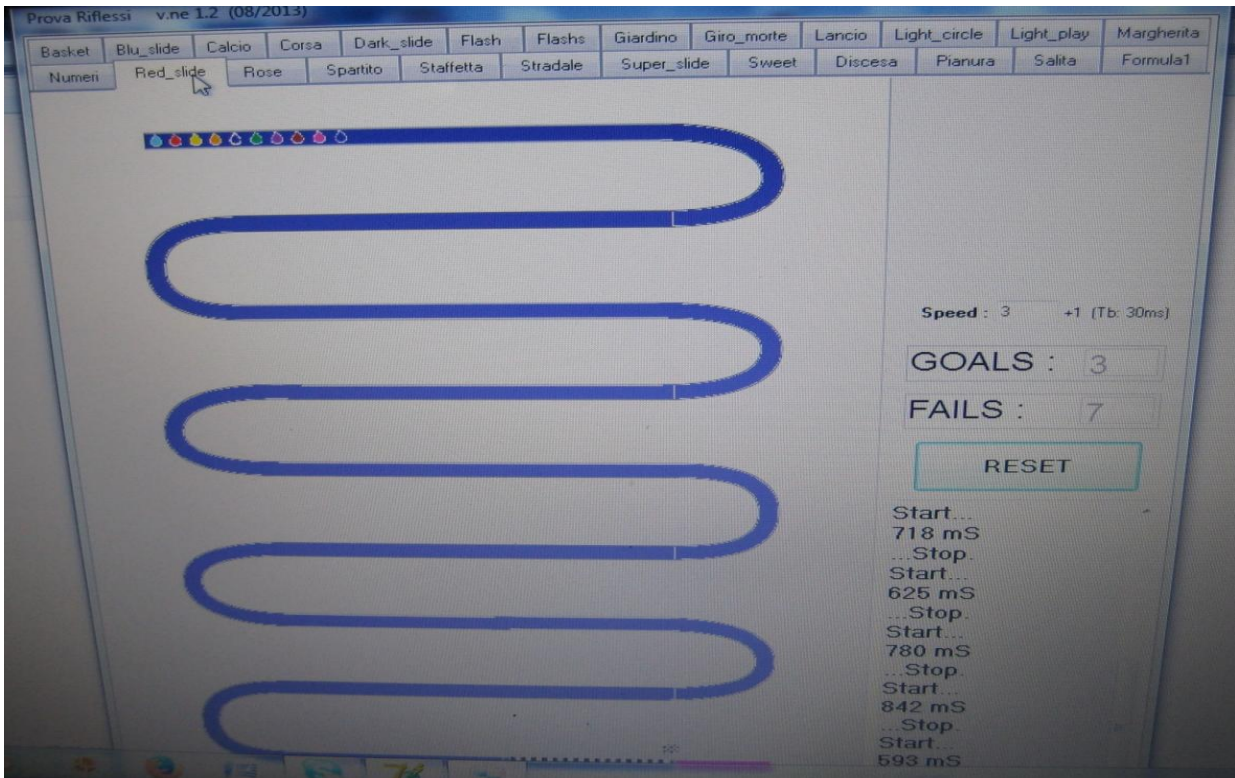 Prova Riflessi v.ne 1.2 (08/2013)
Basket Blu_slide Calcio Corsa Dark_slide Flash Flashs Giardino Giro_morte Lancio Light_circle Light_play Margherita
Numeri Red_slide Rose Spartito Staffetta Stradale Super_slide Sweet Discesa Pianura Salita Formula1
Speed : 3 +1 (Tb: 30ms)
GOALS : 3
FAILS : 7
RESET
Start...
718 mS
...Stop.
Start...
625 mS
...Stop.
Start...
780 mS
...Stop.
Start...
842 mS
...Stop.
Start...
593 mS